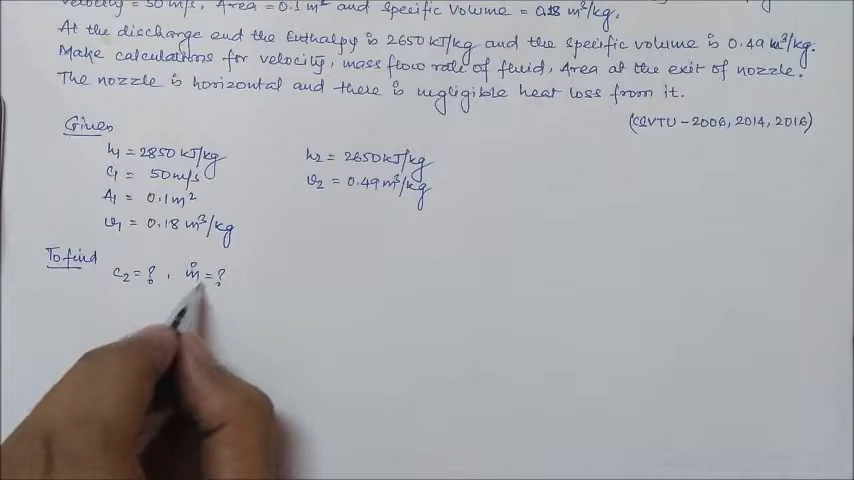 Velocity = 50 m/s, Area = 0.1 m² and Specific Volume = 0.18 m³/kg.
At the discharge end the Enthalpy is 2650 kJ/kg and the specific volume is 0.49 m³/kg.
Make calculations for velocity, mass flow rate of fluid, Area at the exit of nozzle.
The nozzle is horizontal and there is negligible heat loss from it.
(CSVTU - 2006, 2014, 2016)
Given
h₁ = 2850 kJ/kg h₂ = 2650 kJ/kg
c₁ = 50 m/s v₂ = 0.49 m³/kg
A₁ = 0.1 m²
v₁ = 0.18 m³/kg
To find
c₂ = ? , ṁ = ?